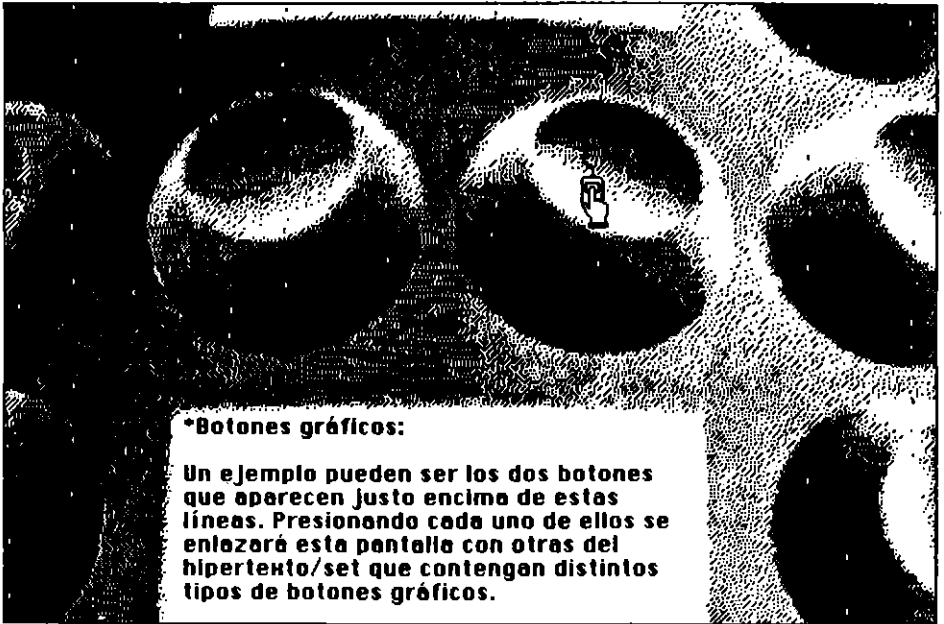 *Botones gráficos:
Un ejemplo pueden ser los dos botones
que aparecen justo encima de estas
líneas. Presionando cada uno de ellos se
enlazará esta pantalla con otras del
hipertexto/set que contengan distintos
tipos de botones gráficos.